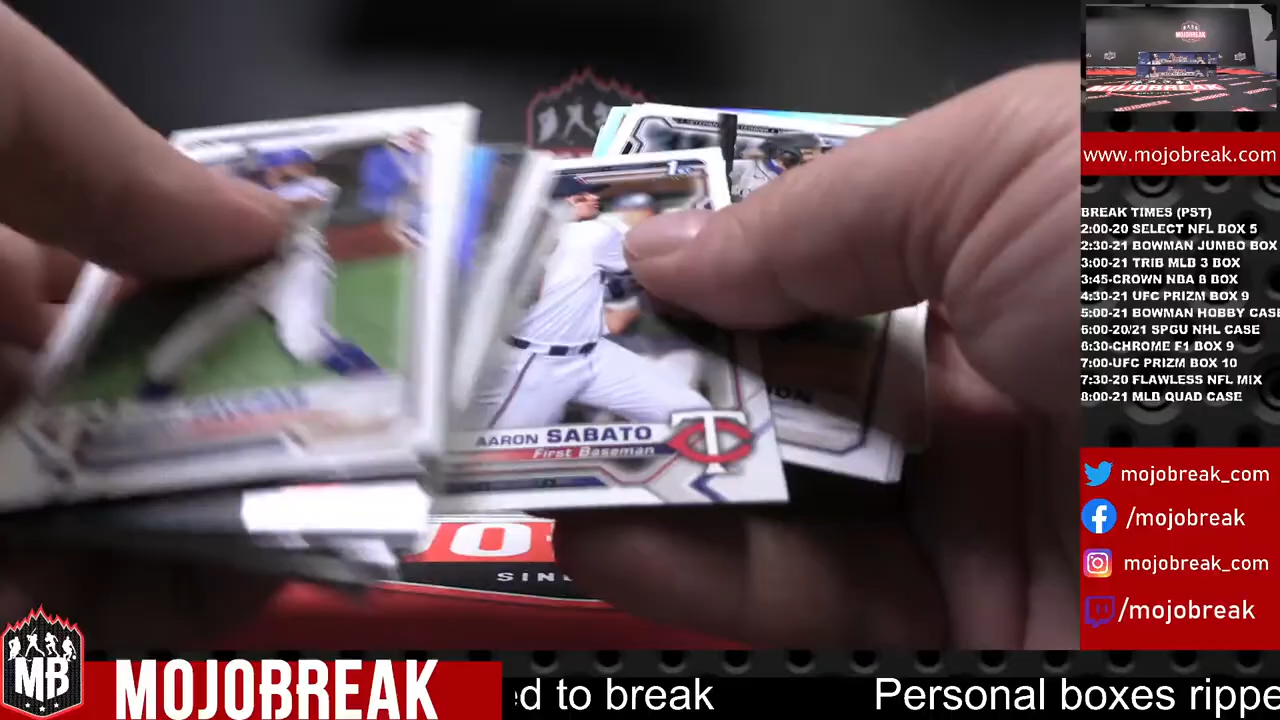 MOJOBREAK
www.mojobreak.com
BREAK TIMES (PST)
2:00-20 SELECT NFL BOX 5
2:30-21 BOWMAN JUMBO BOX
3:00-21 TRIB MLB 3 BOX
3:45-CROWN NBA 8 BOX
4:30-21 UFC PRIZM BOX 9
5:00-21 BOWMAN HOBBY CASE
6:00-20/21 SPGU NHL CASE
6:30-CHROME F1 BOX 9
7:00-UFC PRIZM BOX 10
7:30-20 FLAWLESS NFL MIX
8:00-21 MLB QUAD CASE
1st
AARON SABATO
First Baseman
T
mojobreak_com
/mojobreak
mojobreak_com
/mojobreak
MB
MOJOBREAK
ed to break Personal boxes rippe